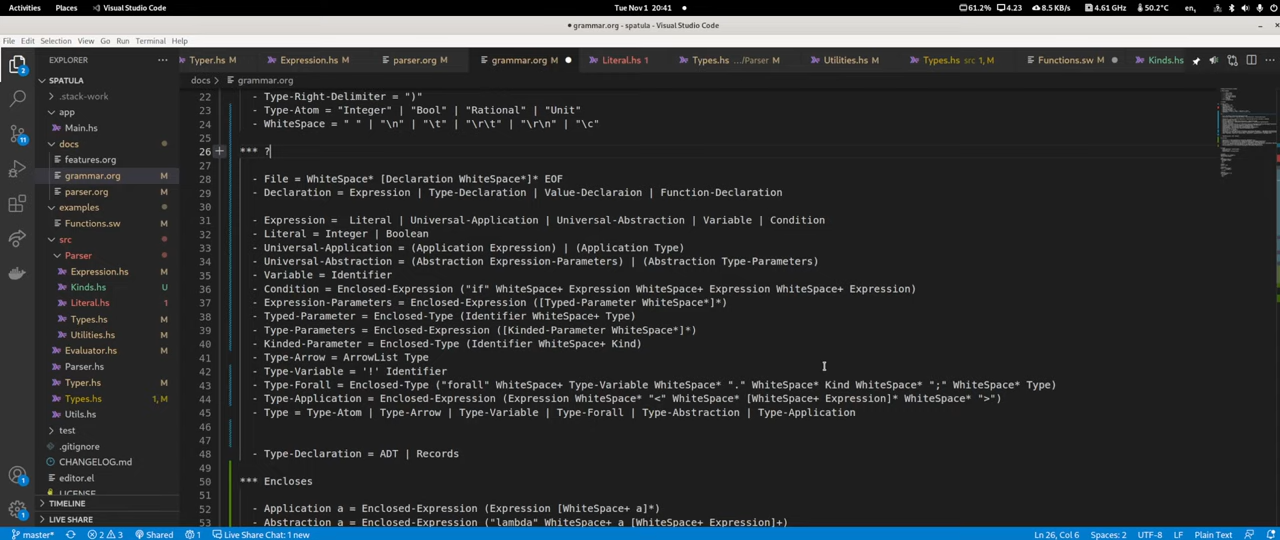 Activities Places Visual Studio Code Tue Nov 1 20:41 61.2% 4.23 8.5 KB/s 4.61 GHz 50.2°C en,
• grammar.org - spatula - Visual Studio Code
File Edit Selection View Go Run Terminal Help
EXPLORER ··· Typer.hs Expression.hs M parser.org M grammar.org M Literal.hs 1 Types.hs .../Parser M Utilities.hs M Types.hs src 1, M Functions.sw M Kinds.hs
SPATULA docs > grammar.org
.stack-work
app
Main.hs
docs
features.org
grammar.org M
parser.org M
examples
Functions.sw M
src
Parser
Expression.hs M
Kinds.hs U
Literal.hs 1
Types.hs M
Utilities.hs M
Evaluator.hs M
Parser.hs
Typer.hs M
Types.hs 1, M
Utils.hs
test
.gitignore
CHANGELOG.md
editor.el
LICENSE
TIMELINE
LIVE SHARE
22 - Type-Right-Delimiter = ")"
23 - Type-Atom = "Integer" | "Bool" | "Rational" | "Unit"
24 - WhiteSpace = " " | "\n" | "\t" | "\r\t" | "\r\n" | "\c"
25
26 *** ?
27
28 - File = WhiteSpace* [Declaration WhiteSpace*]* EOF
29 - Declaration = Expression | Type-Declaration | Value-Declaraion | Function-Declaration
30
31 - Expression =  Literal | Universal-Application | Universal-Abstraction | Variable | Condition
32 - Literal = Integer | Boolean
33 - Universal-Application = (Application Expression) | (Application Type)
34 - Universal-Abstraction = (Abstraction Expression-Parameters) | (Abstraction Type-Parameters)
35 - Variable = Identifier
36 - Condition = Enclosed-Expression ("if" WhiteSpace+ Expression WhiteSpace+ Expression WhiteSpace+ Expression)
37 - Expression-Parameters = Enclosed-Expression ([Typed-Parameter WhiteSpace*]*)
38 - Typed-Parameter = Enclosed-Type (Identifier WhiteSpace+ Type)
39 - Type-Parameters = Enclosed-Expression ([Kinded-Parameter WhiteSpace*]*)
40 - Kinded-Parameter = Enclosed-Type (Identifier WhiteSpace+ Kind)
41 - Type-Arrow = ArrowList Type
42 - Type-Variable = '!' Identifier
43 - Type-Forall = Enclosed-Type ("forall" WhiteSpace+ Type-Variable WhiteSpace* "." WhiteSpace* Kind WhiteSpace* ";" WhiteSpace* Type)
44 - Type-Application = Enclosed-Expression (Expression WhiteSpace* "<" WhiteSpace* [WhiteSpace+ Expression]* WhiteSpace* ">")
45 - Type = Type-Atom | Type-Arrow | Type-Variable | Type-Forall | Type-Abstraction | Type-Application
46
47
48 - Type-Declaration = ADT | Records
49
50 *** Encloses
51
52 - Application a = Enclosed-Expression (Expression [WhiteSpace+ a]*)
53 - Abstraction a = Enclosed-Expression ("lambda" WhiteSpace+ a [WhiteSpace+ Expression]+)
master* 2 3 Shared 1 Live Share Chat: 1 new Ln 26, Col 6 Spaces: 2 UTF-8 LF Plain Text